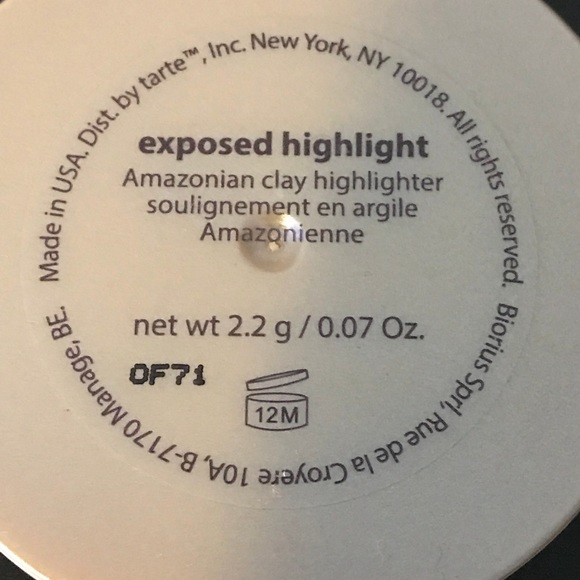 Made in USA. Dist. by tarte™, Inc. New York, NY 10018. All rights reserved.
exposed highlight
Amazonian clay highlighter
soulignement en argile
Amazonienne
net wt 2.2 g / 0.07 Oz.
0F71
12M
Biorius Sprl, Rue de la Croyere 10A, B-7170 Manage, BE.